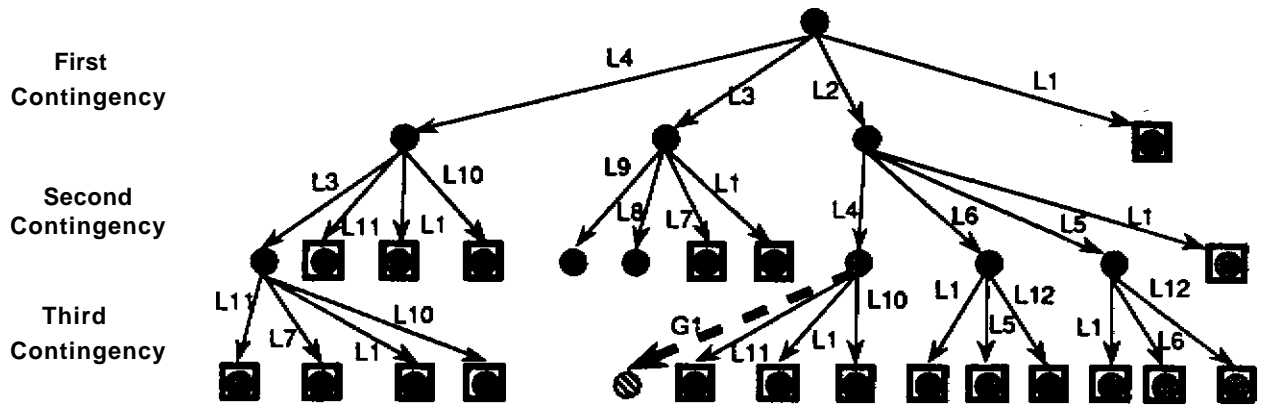 First
Contingency
L4
L3
L2
L1
Second
Contingency
L3
L11
L1
L10
L9
L8
L7
L1
L4
L6
L5
L1
Third
Contingency
L11
L7
L1
L10
G1
L11
L1
L10
L1
L5
L12
L1
L6
L12